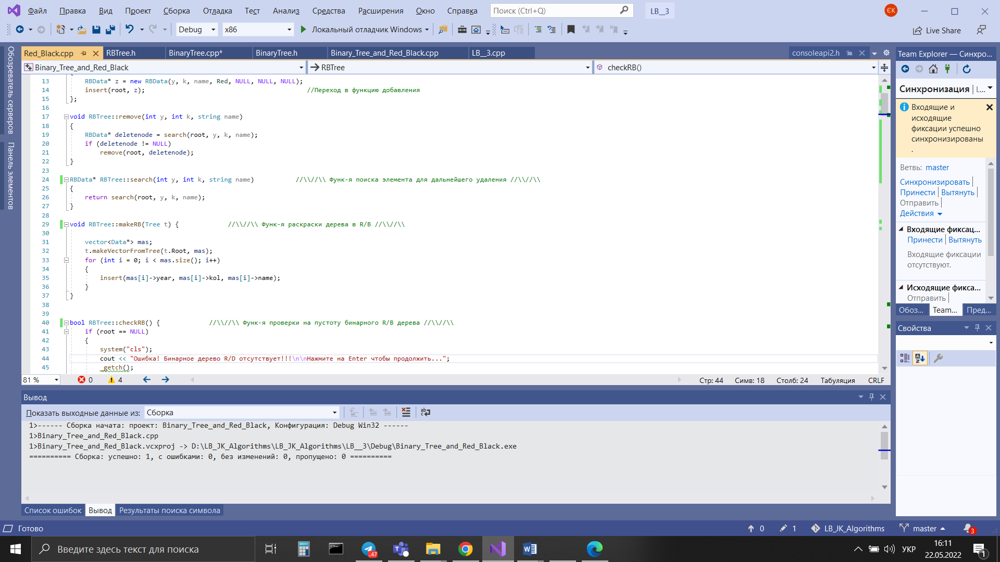 Файл Правка Вид Проект Сборка Отладка Тест Анализ Средства Расширения Окно Справка Поиск (Ctrl+Q) LB__3 ЄК
Debug x86 Локальный отладчик Windows Live Share
Обозреватель серверов
Панель элементов
Red_Black.cpp RBTree.h BinaryTree.cpp* BinaryTree.h Binary_Tree_and_Red_Black.cpp LB__3.cpp consoleapi2.h
Binary_Tree_and_Red_Black RBTree checkRB()
13 RBData* z = new RBData(y, k, name, Red, NULL, NULL, NULL);
14 insert(root, z); //Переход в функцию добавления
15 };
16
17 void RBTree::remove(int y, int k, string name)
18 {
19 RBData* deletenode = search(root, y, k, name);
20 if (deletenode != NULL)
21 remove(root, deletenode);
22 }
23
24 RBData* RBTree::search(int y, int k, string name) //\\//\\ Функ-я поиска элемента для дальнейшего удаления //\\//\\
25 {
26 return search(root, y, k, name);
27 }
28
29 void RBTree::makeRB(Tree t) { //\\//\\ Функ-я раскраски дерева в R/B //\\//\\
30
31 vector<Data*> mas;
32 t.makeVectorFromTree(t.Root, mas);
33 for (int i = 0; i < mas.size(); i++)
34 {
35 insert(mas[i]->year, mas[i]->kol, mas[i]->name);
36 }
37 }
38
39
40 bool RBTree::checkRB() { //\\//\\ Функ-я проверки на пустоту бинарного R/B дерева //\\//\\
41 if (root == NULL)
42 {
43 system("cls");
44 cout << "Ошибка! Бинарное дерево R/D отсутствует!!!\n\nНажмите на Enter чтобы продолжить...";
45 _getch();
81 % 0 4 Стр: 44 Симв: 18 Столб: 24 Табуляция CRLF
Вывод
Показать выходные данные из: Сборка
1>------ Сборка начата: проект: Binary_Tree_and_Red_Black, Конфигурация: Debug Win32 ------
1>Binary_Tree_and_Red_Black.cpp
1>Binary_Tree_and_Red_Black.vcxproj -> D:\LB_JK_Algorithms\LB_JK_Algorithms\LB__3\Debug\Binary_Tree_and_Red_Black.exe
========== Сборка: успешно: 1, с ошибками: 0, без изменений: 0, пропущено: 0 ==========
Список ошибок Вывод Результаты поиска символа
Team Explorer — Синхро...
Синхронизация | L...
Входящие и
исходящие
фиксации успешно
синхронизированы
.
Ветвь: master
Синхронизировать
Принести Вытянуть
Отправить
Действия
Входящие фиксац...
Принести Вытянуть
Входящие фиксации
отсутствуют.
Исходящие фикса...
Отправить
Обоз... Team... Пред...
Свойства
Готово 0 1 LB_JK_Algorithms master 3
Введите здесь текст для поиска 47 УКР 16:11
22.05.2022 1